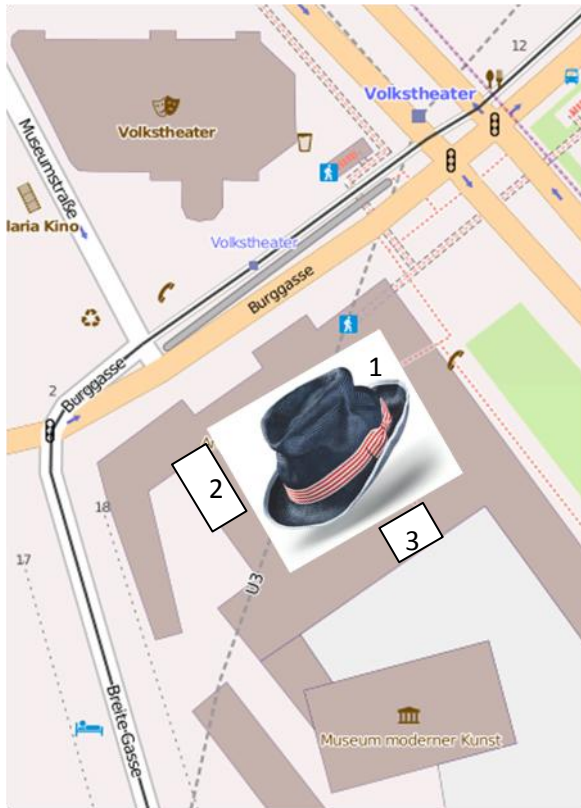 12
Volkstheater
Volkstheater
Museumstraße
laria Kino
Volkstheater
Burggasse
1
2
Burggasse
2
18
3
17
U3
Breite-Gasse
Museum moderner Kunst